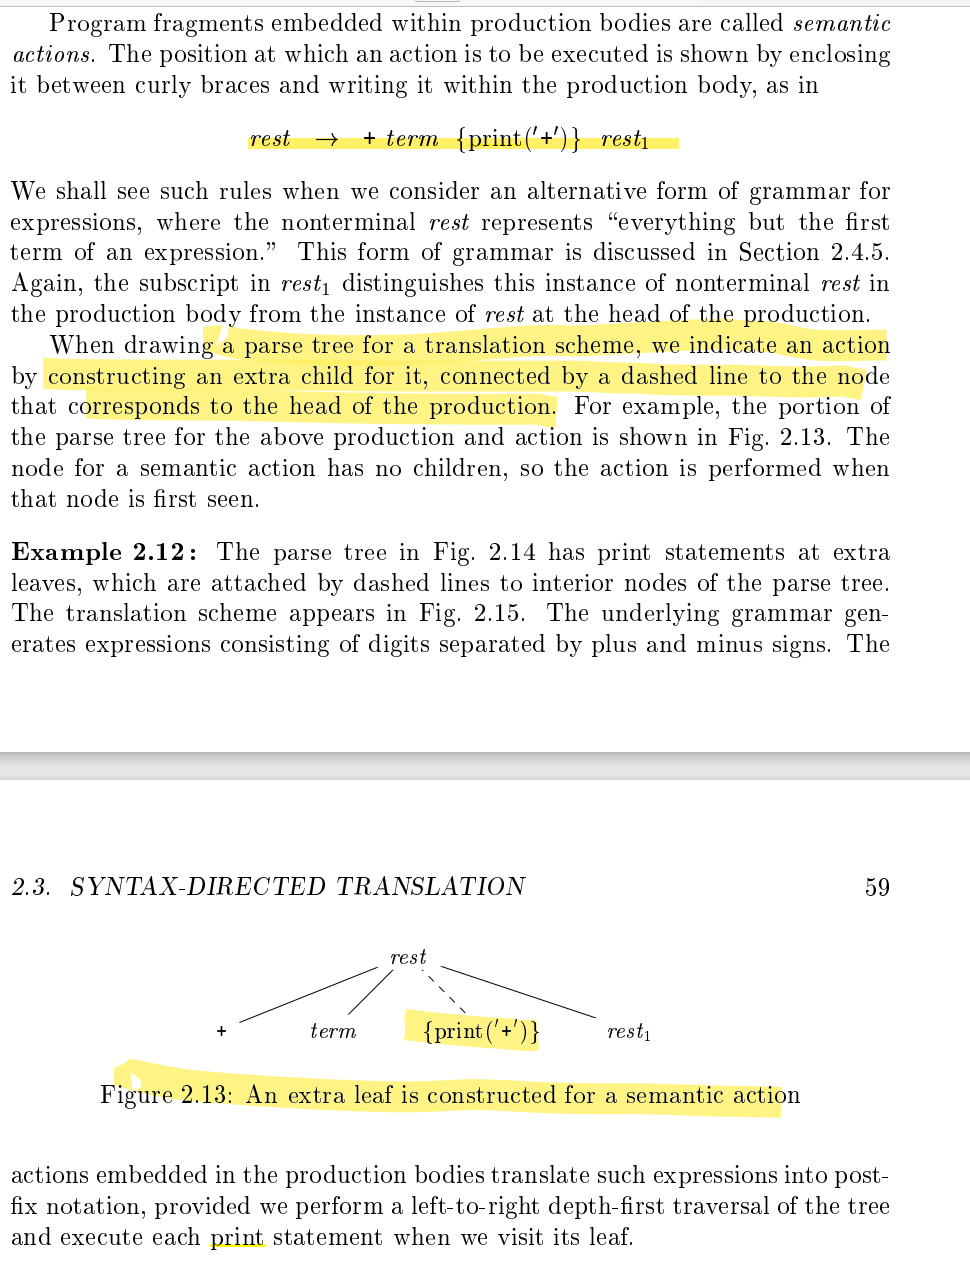 Program fragments embedded within production bodies are called semantic
actions. The position at which an action is to be executed is shown by enclosing
it between curly braces and writing it within the production body, as in
rest → + term {print('+')} rest₁
We shall see such rules when we consider an alternative form of grammar for
expressions, where the nonterminal rest represents “everything but the first
term of an expression.” This form of grammar is discussed in Section 2.4.5.
Again, the subscript in rest₁ distinguishes this instance of nonterminal rest in
the production body from the instance of rest at the head of the production.
When drawing a parse tree for a translation scheme, we indicate an action
by constructing an extra child for it, connected by a dashed line to the node
that corresponds to the head of the production. For example, the portion of
the parse tree for the above production and action is shown in Fig. 2.13. The
node for a semantic action has no children, so the action is performed when
that node is first seen.
Example 2.12: The parse tree in Fig. 2.14 has print statements at extra
leaves, which are attached by dashed lines to interior nodes of the parse tree.
The translation scheme appears in Fig. 2.15. The underlying grammar gen-
erates expressions consisting of digits separated by plus and minus signs. The
2.3. SYNTAX-DIRECTED TRANSLATION 59
rest
+ term {print('+')} rest₁
Figure 2.13: An extra leaf is constructed for a semantic action
actions embedded in the production bodies translate such expressions into post-
fix notation, provided we perform a left-to-right depth-first traversal of the tree
and execute each print statement when we visit its leaf.